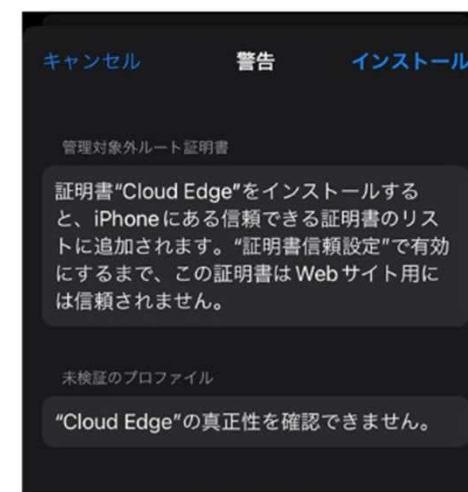 キャンセル 警告 インストール
管理対象外ルート証明書
証明書“Cloud Edge”をインストールする
と、iPhoneにある信頼できる証明書のリス
トに追加されます。“証明書信頼設定”で有効
にするまで、この証明書はWebサイト用に
は信頼されません。
未検証のプロファイル
“Cloud Edge”の真正性を確認できません。